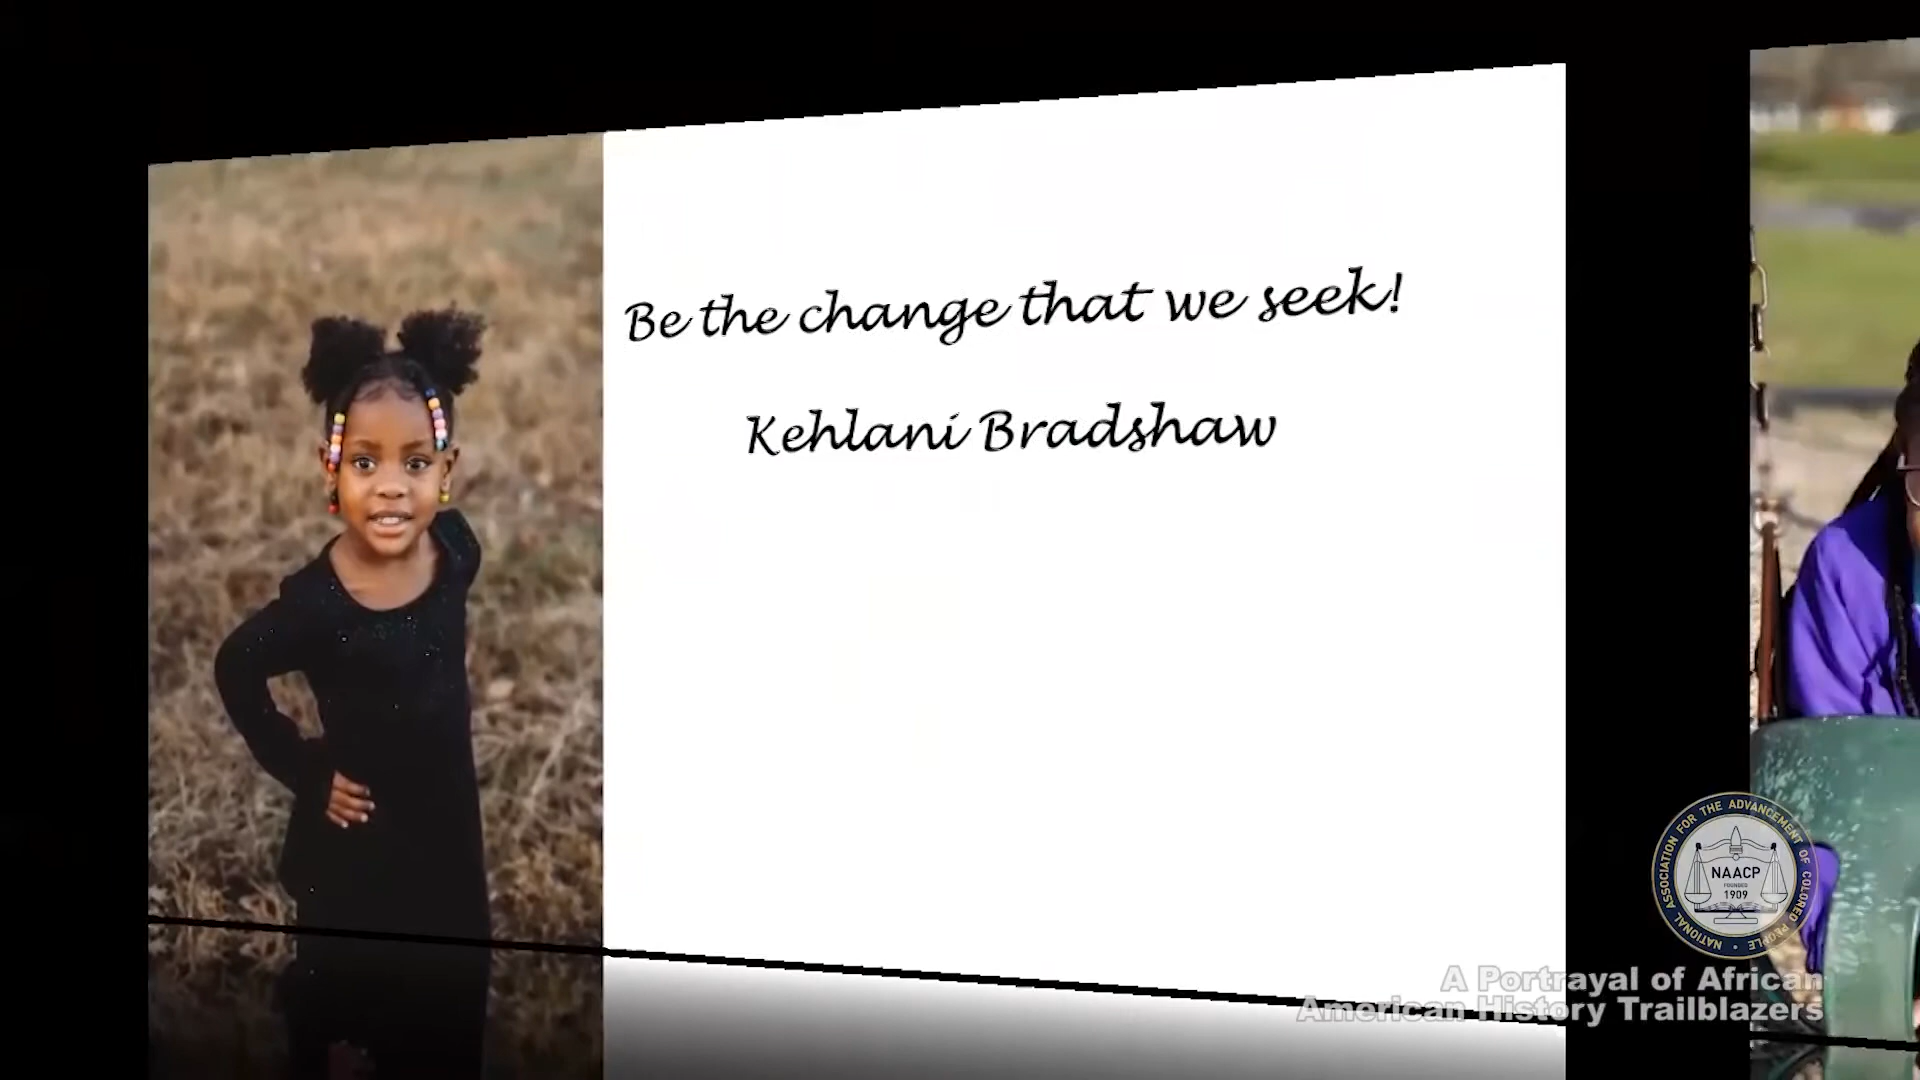 Be the change that we seek!
Kehlani Bradshaw
NATIONAL ASSOCIATION FOR THE ADVANCEMENT OF COLORED PEOPLE
NAACP
FOUNDED
1909
A Portrayal of African
American History Trailblazers